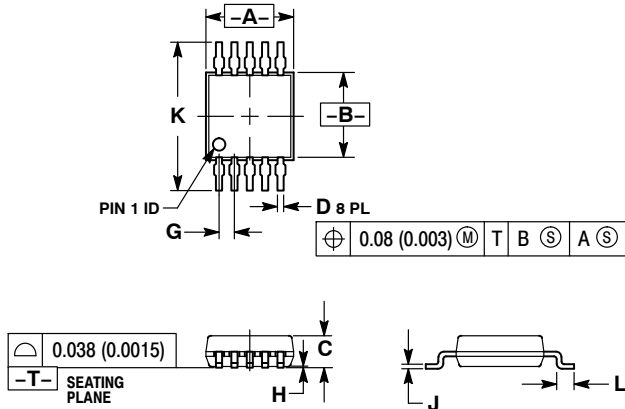 –A–
K
–B–
PIN 1 ID
G
D 8 PL
⌖ 0.08 (0.003) Ⓜ T B Ⓢ A Ⓢ
⌓ 0.038 (0.0015)
–T– SEATING
PLANE
C
H
J
L